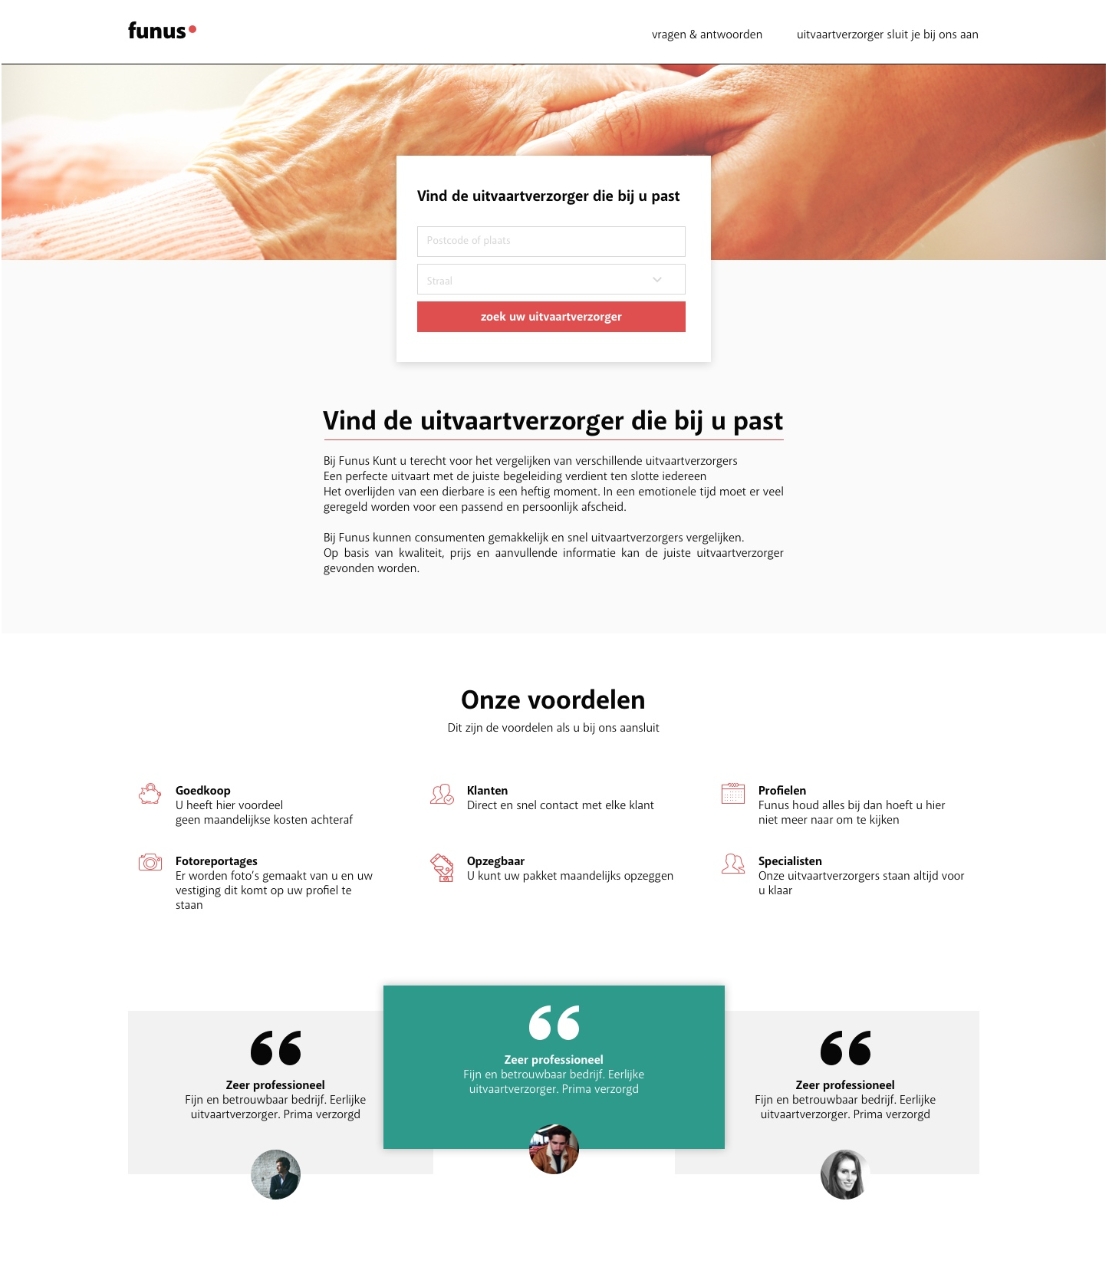 funus
vragen & antwoorden
uitvaartverzorger sluit je bij ons aan
Vind de uitvaartverzorger die bij u past
Postcode of plaats
Straal
zoek uw uitvaartverzorger
Vind de uitvaartverzorger die bij u past
Bij Funus Kunt u terecht voor het vergelijken van verschillende uitvaartverzorgers
Een perfecte uitvaart met de juiste begeleiding verdient ten slotte iedereen
Het overlijden van een dierbare is een heftig moment. In een emotionele tijd moet er veel
geregeld worden voor een passend en persoonlijk afscheid.
Bij Funus kunnen consumenten gemakkelijk en snel uitvaartverzorgers vergelijken.
Op basis van kwaliteit, prijs en aanvullende informatie kan de juiste uitvaartverzorger
gevonden worden.
Onze voordelen
Dit zijn de voordelen als u bij ons aansluit
Goedkoop
U heeft hier voordeel
geen maandelijkse kosten achteraf
Klanten
Direct en snel contact met elke klant
Profielen
Funus houd alles bij dan hoeft u hier
niet meer naar om te kijken
Fotoreportages
Er worden foto's gemaakt van u en uw
vestiging dit komt op uw profiel te
staan
Opzegbaar
U kunt uw pakket maandelijks opzeggen
Specialisten
Onze uitvaartverzorgers staan altijd voor
u klaar
“
Zeer professioneel
Fijn en betrouwbaar bedrijf. Eerlijke
uitvaartverzorger. Prima verzorgd
“
Zeer professioneel
Fijn en betrouwbaar bedrijf. Eerlijke
uitvaartverzorger. Prima verzorgd
“
Zeer professioneel
Fijn en betrouwbaar bedrijf. Eerlijke
uitvaartverzorger. Prima verzorgd